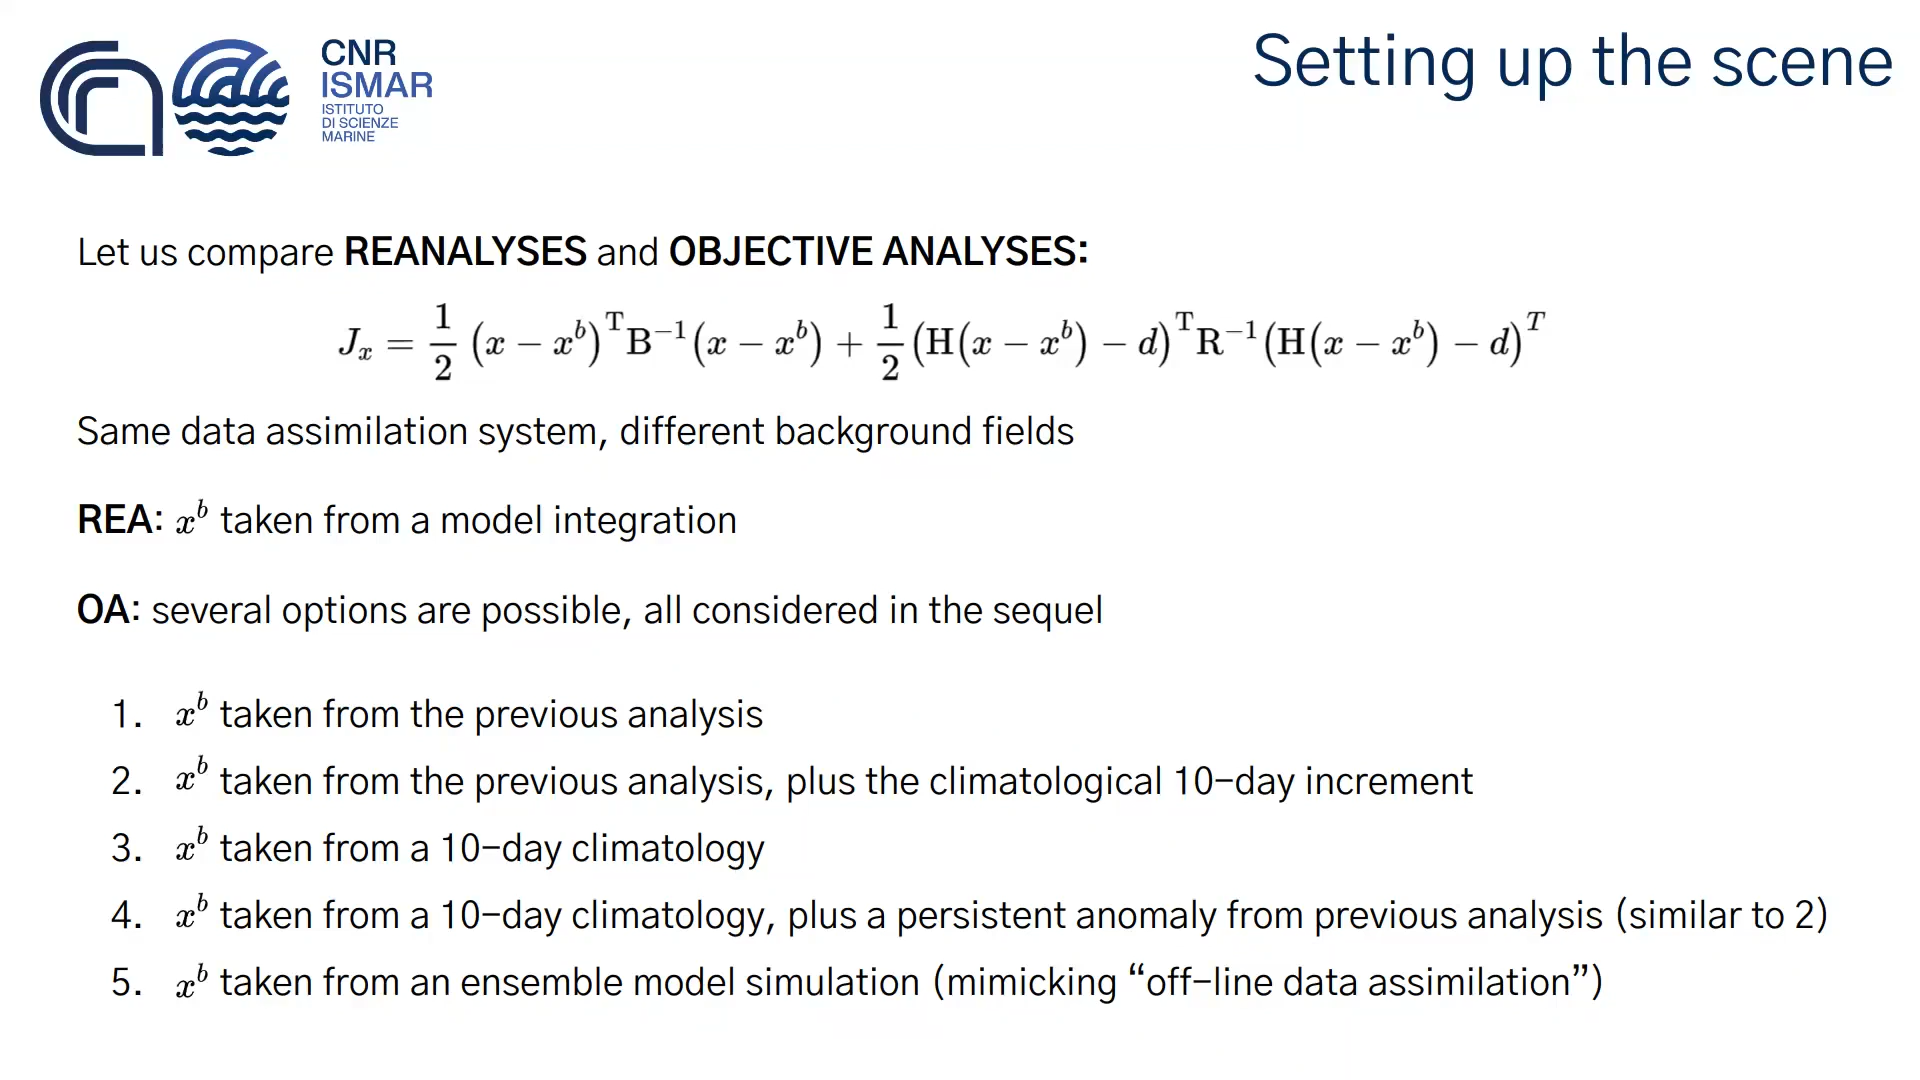 CNR
ISMAR
ISTITUTO
DI SCIENZE
MARINE
Setting up the scene
Let us compare REANALYSES and OBJECTIVE ANALYSES:
J_x = \frac{1}{2} (x − x^b)^T B^{−1} (x − x^b) + \frac{1}{2} (H(x − x^b) − d)^T R^{−1} (H(x − x^b) − d)^T
Same data assimilation system, different background fields
REA: x^b taken from a model integration
OA: several options are possible, all considered in the sequel
1. x^b taken from the previous analysis
2. x^b taken from the previous analysis, plus the climatological 10-day increment
3. x^b taken from a 10-day climatology
4. x^b taken from a 10-day climatology, plus a persistent anomaly from previous analysis (similar to 2)
5. x^b taken from an ensemble model simulation (mimicking “off-line data assimilation”)